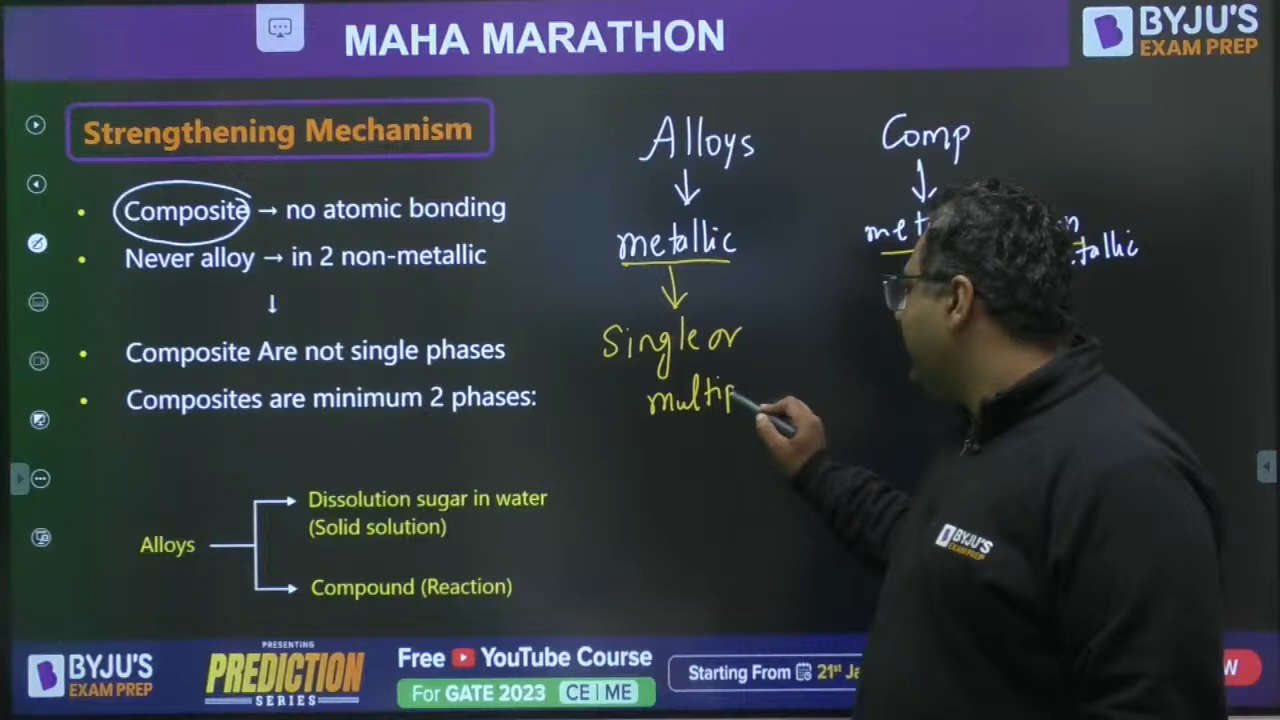 MAHA MARATHON
BYJU'S
EXAM PREP
Strengthening Mechanism
• Composite → no atomic bonding
• Never alloy → in 2 non-metallic
↓
• Composite Are not single phases
• Composites are minimum 2 phases:
Alloys
Dissolution sugar in water
(Solid solution)
Compound (Reaction)
Alloys
↓
metallic
↓
Single or
multip
Comp
↓
BYJU'S
EXAM PREP
BYJU'S
EXAM PREP
PRESENTING
PREDICTION
SERIES
Free YouTube Course
For GATE 2023 CE | ME
Starting From 21st